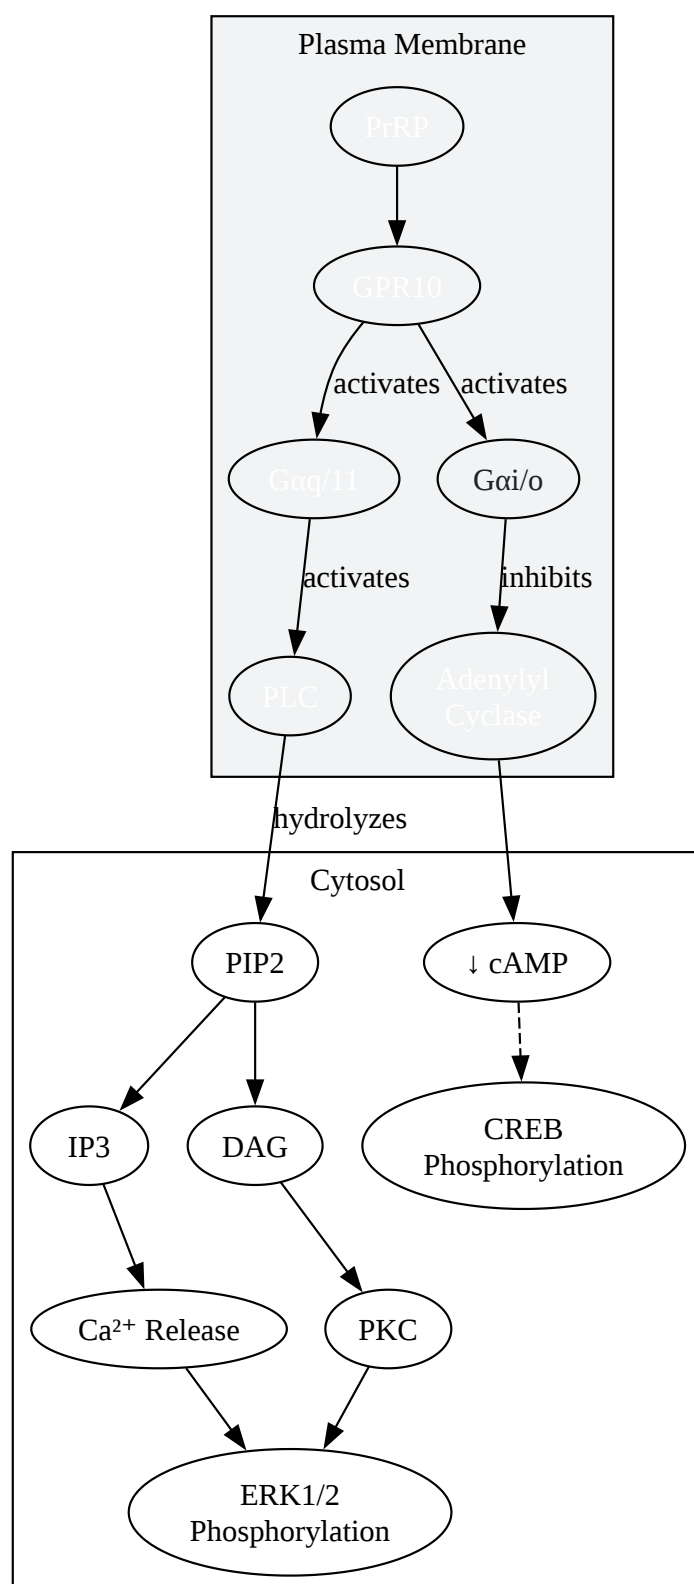 Plasma Membrane
PrRP
GPR10
activates
activates
Gαq/11
Gαi/o
activates
inhibits
PLC
Adenylyl
Cyclase
hydrolyzes
Cytosol
PIP2
↓ cAMP
IP3
DAG
CREB
Phosphorylation
Ca²⁺ Release
PKC
ERK1/2
Phosphorylation